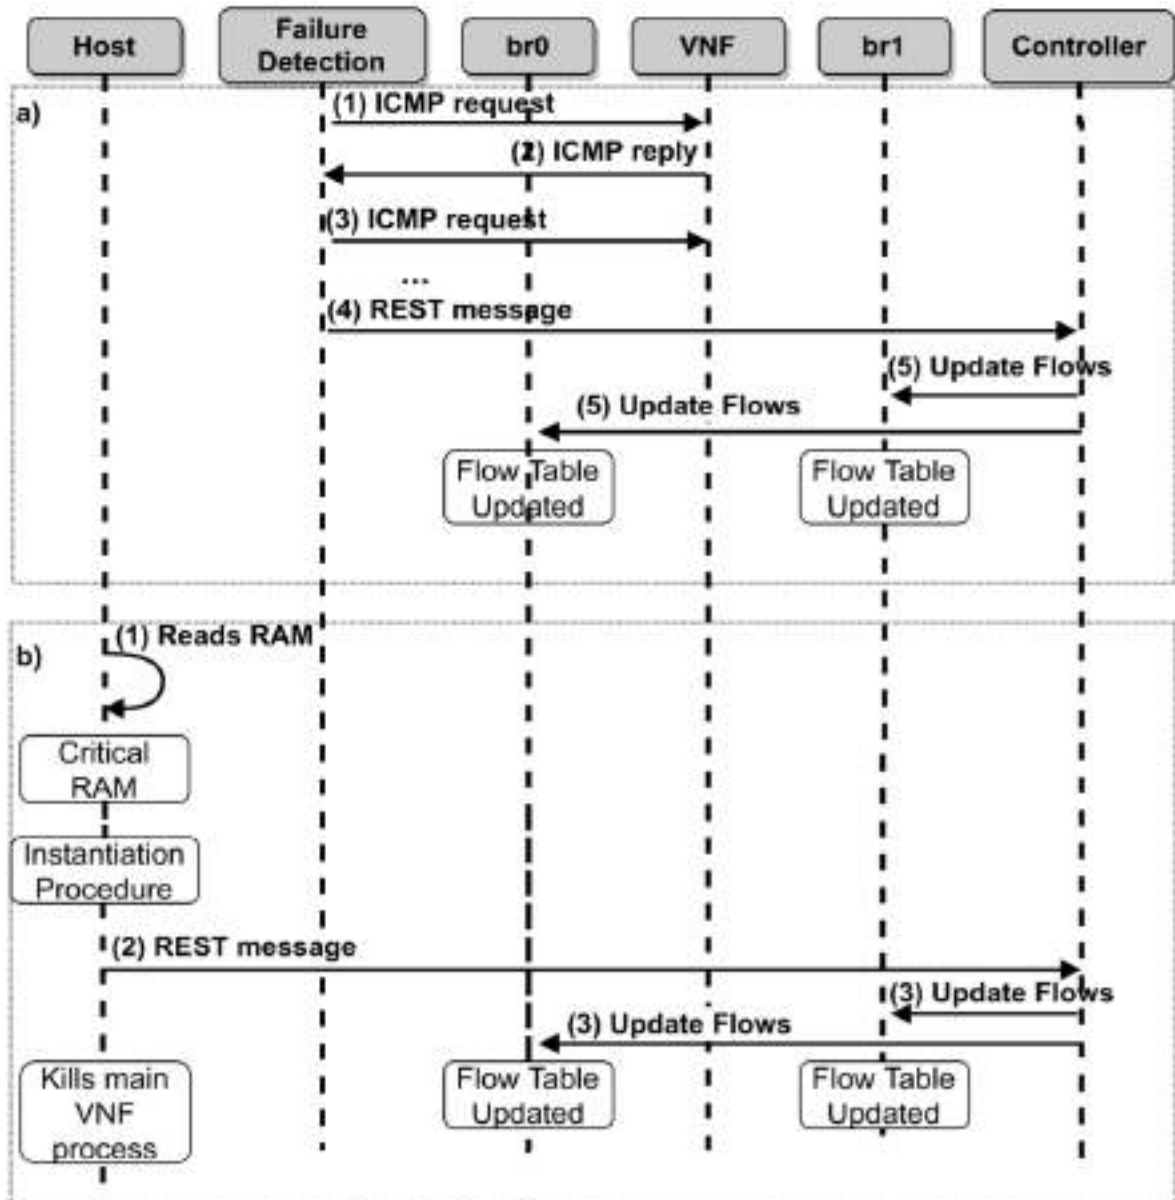 Host
Failure
Detection
br0
VNF
br1
Controller
a)
(1) ICMP request
(2) ICMP reply
(3) ICMP request
...
(4) REST message
(5) Update Flows
(5) Update Flows
Flow Table
Updated
Flow Table
Updated
b)
(1) Reads RAM
Critical
RAM
Instantiation
Procedure
(2) REST message
(3) Update Flows
(3) Update Flows
Kills main
VNF
process
Flow Table
Updated
Flow Table
Updated